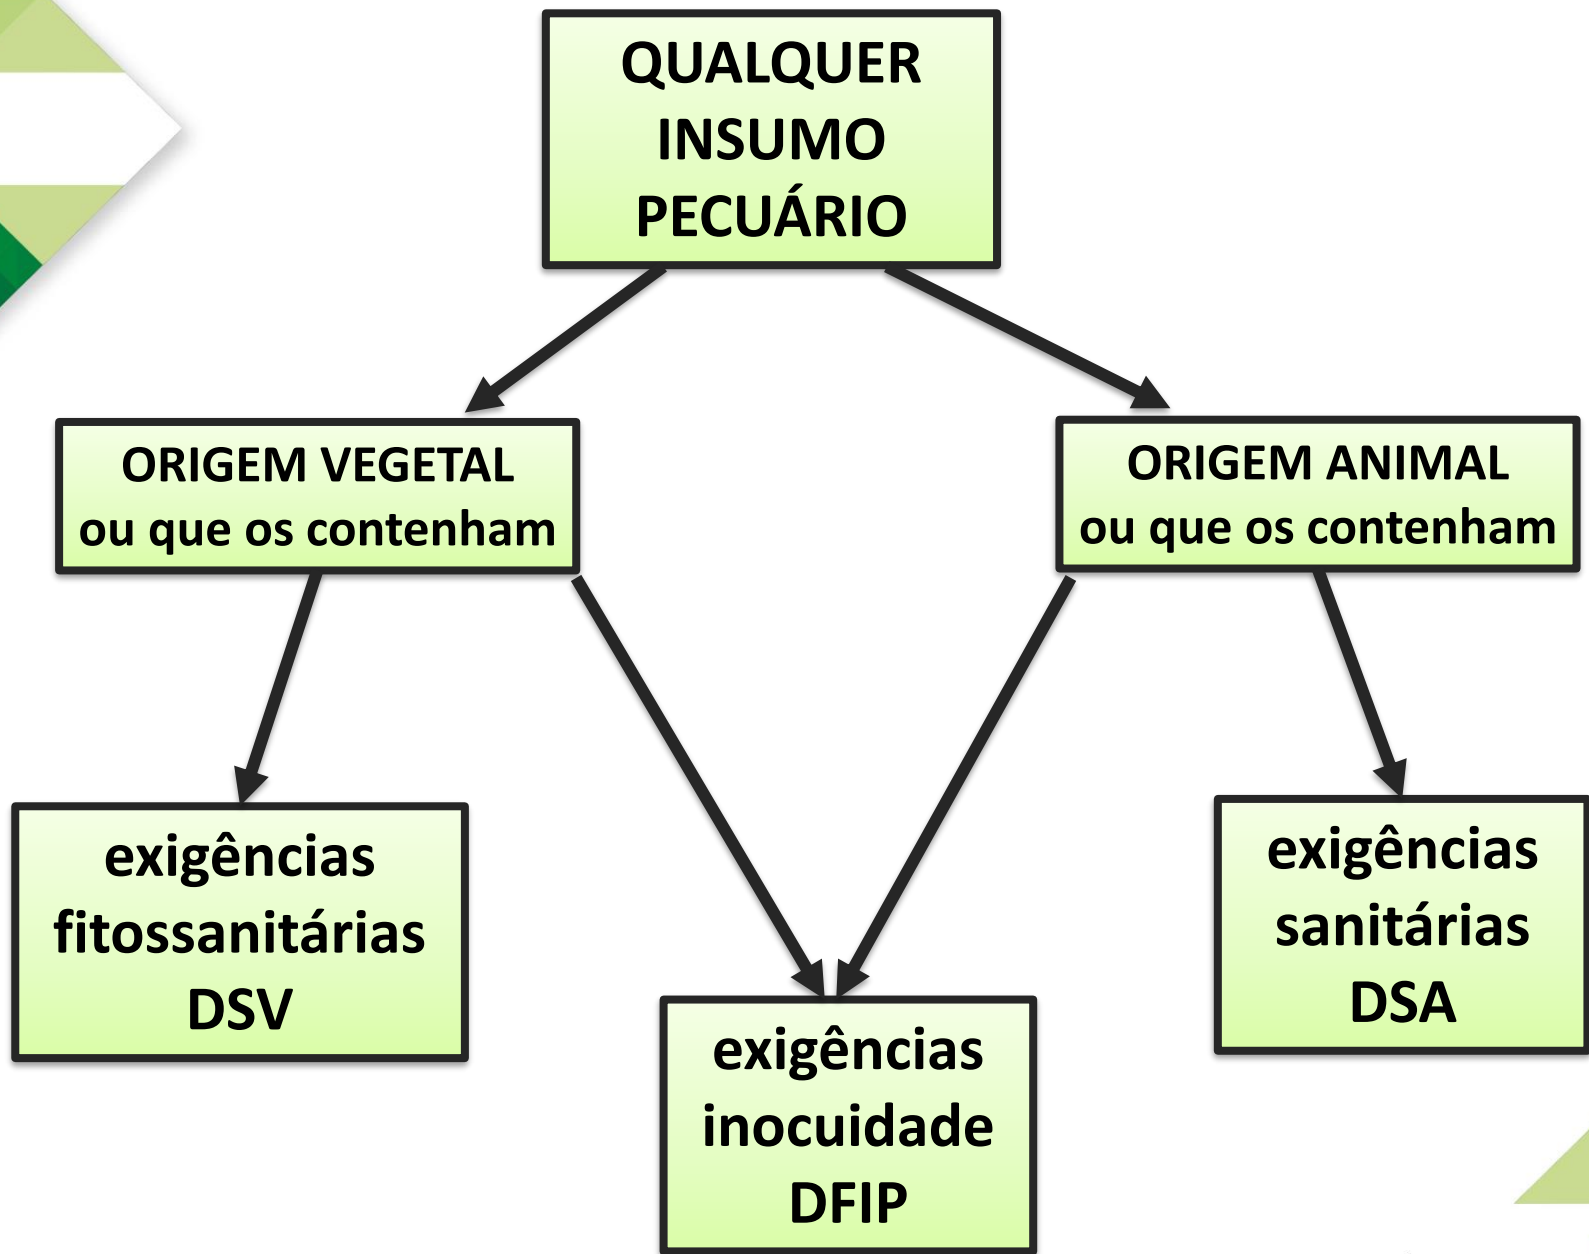 QUALQUER
INSUMO
PECUÁRIO
ORIGEM VEGETAL
ou que os contenham
ORIGEM ANIMAL
ou que os contenham
exigências
fitossanitárias
DSV
exigências
inocuidade
DFIP
exigências
sanitárias
DSA